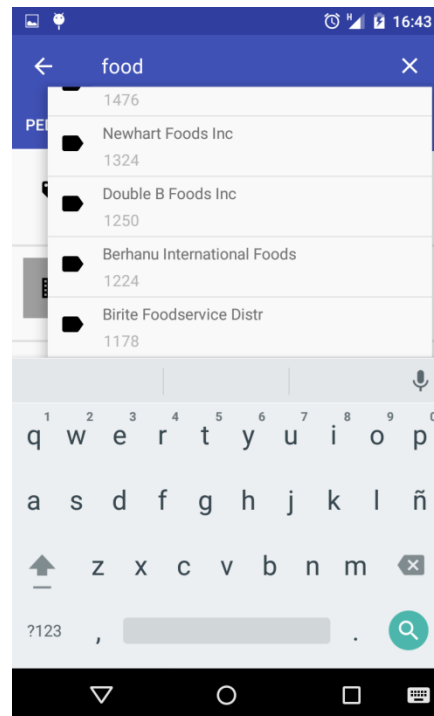 H 16:43
food
1476
PE
Newhart Foods Inc
1324
Double B Foods Inc
1250
Berhanu International Foods
1224
Birite Foodservice Distr
1178
1 2 3 4 5 6 7 8 9 0
q w e r t y u i o p
a s d f g h j k l ñ
z x c v b n m
?123 , .